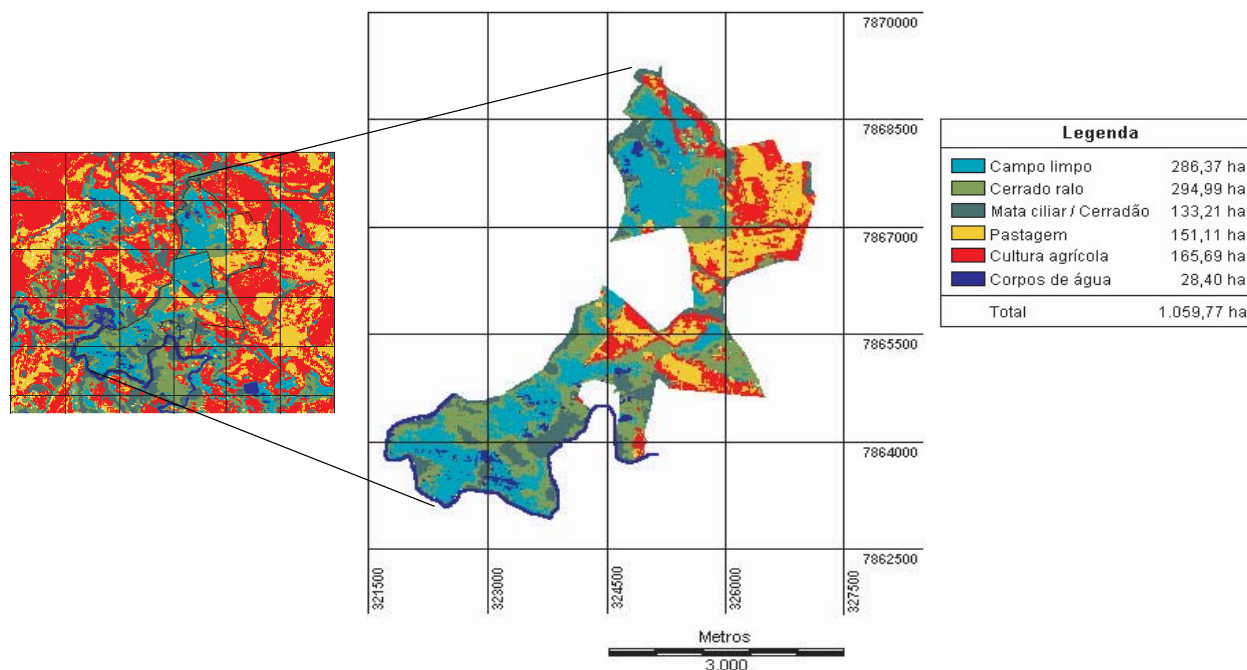 7870000
7868500
7867000
7865500
7864000
7862500
321500
323000
324500
326000
327500
Metros
3.000
Legenda
Campo limpo 286,37 ha
Cerrado ralo 294,99 ha
Mata ciliar / Cerradão 133,21 ha
Pastagem 151,11 ha
Cultura agrícola 165,69 ha
Corpos de água 28,40 ha
Total 1.059,77 ha